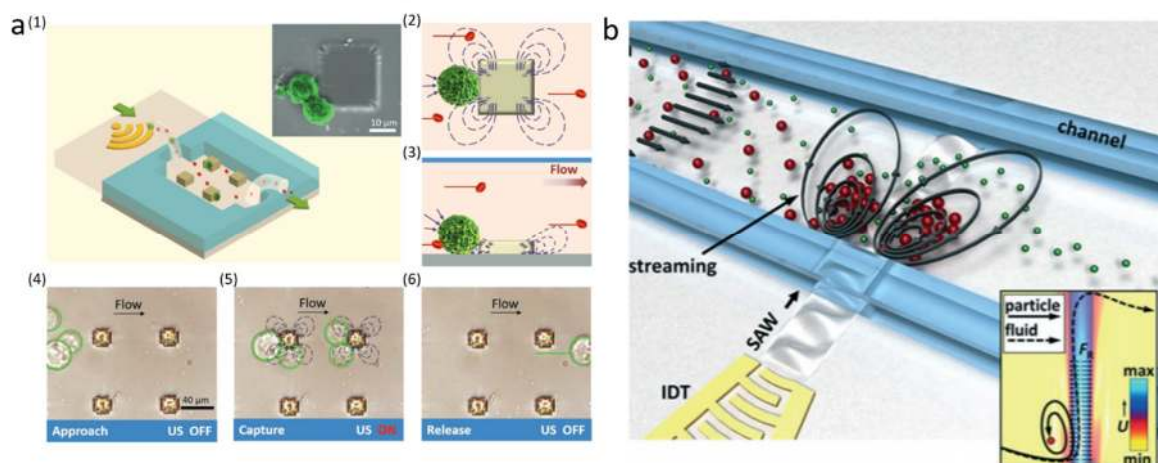 a
(1)
10 μm
(2)
(3)
Flow
(4)
Flow
40 μm
Approach US OFF
(5)
Flow
Capture US ON
(6)
Flow
Release US OFF
b
channel
streaming
SAW
IDT
particle
fluid
max
U
min